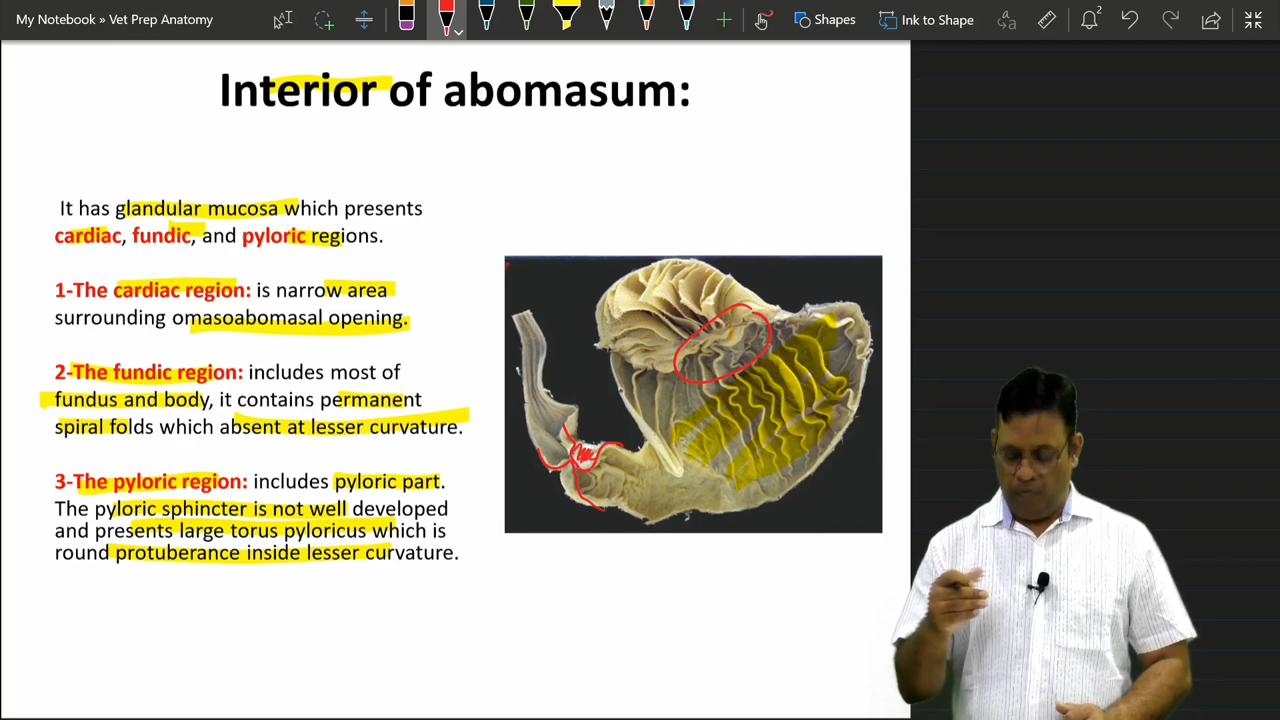 My Notebook » Vet Prep Anatomy
Shapes
Ink to Shape
2
Interior of abomasum:
It has glandular mucosa which presents
cardiac, fundic, and pyloric regions.
1-The cardiac region: is narrow area
surrounding omasoabomasal opening.
2-The fundic region: includes most of
fundus and body, it contains permanent
spiral folds which absent at lesser curvature.
3-The pyloric region: includes pyloric part.
The pyloric sphincter is not well developed
and presents large torus pyloricus which is
round protuberance inside lesser curvature.